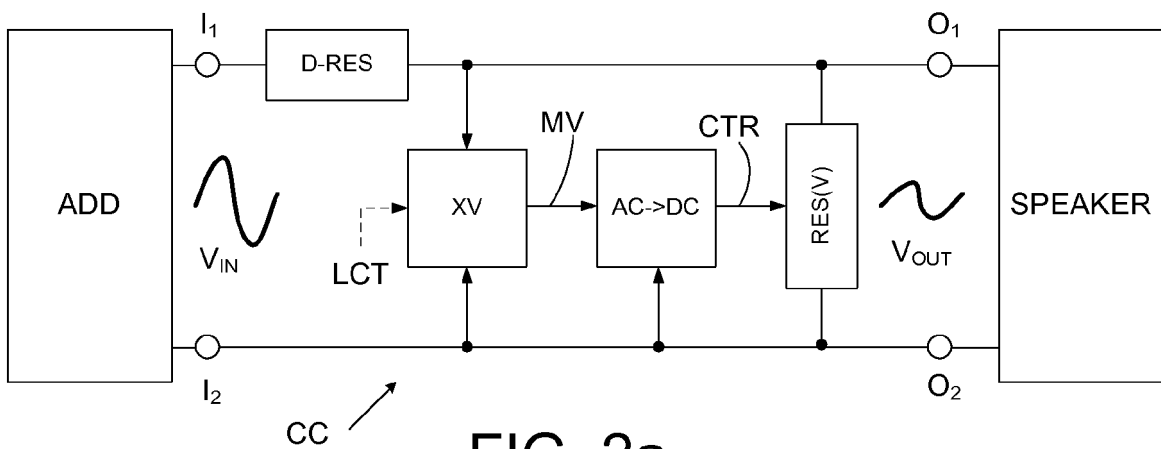 I1
O1
D-RES
MV
CTR
ADD
XV
AC->DC
RES(V)
SPEAKER
VIN
LCT
VOUT
I2
O2
CC